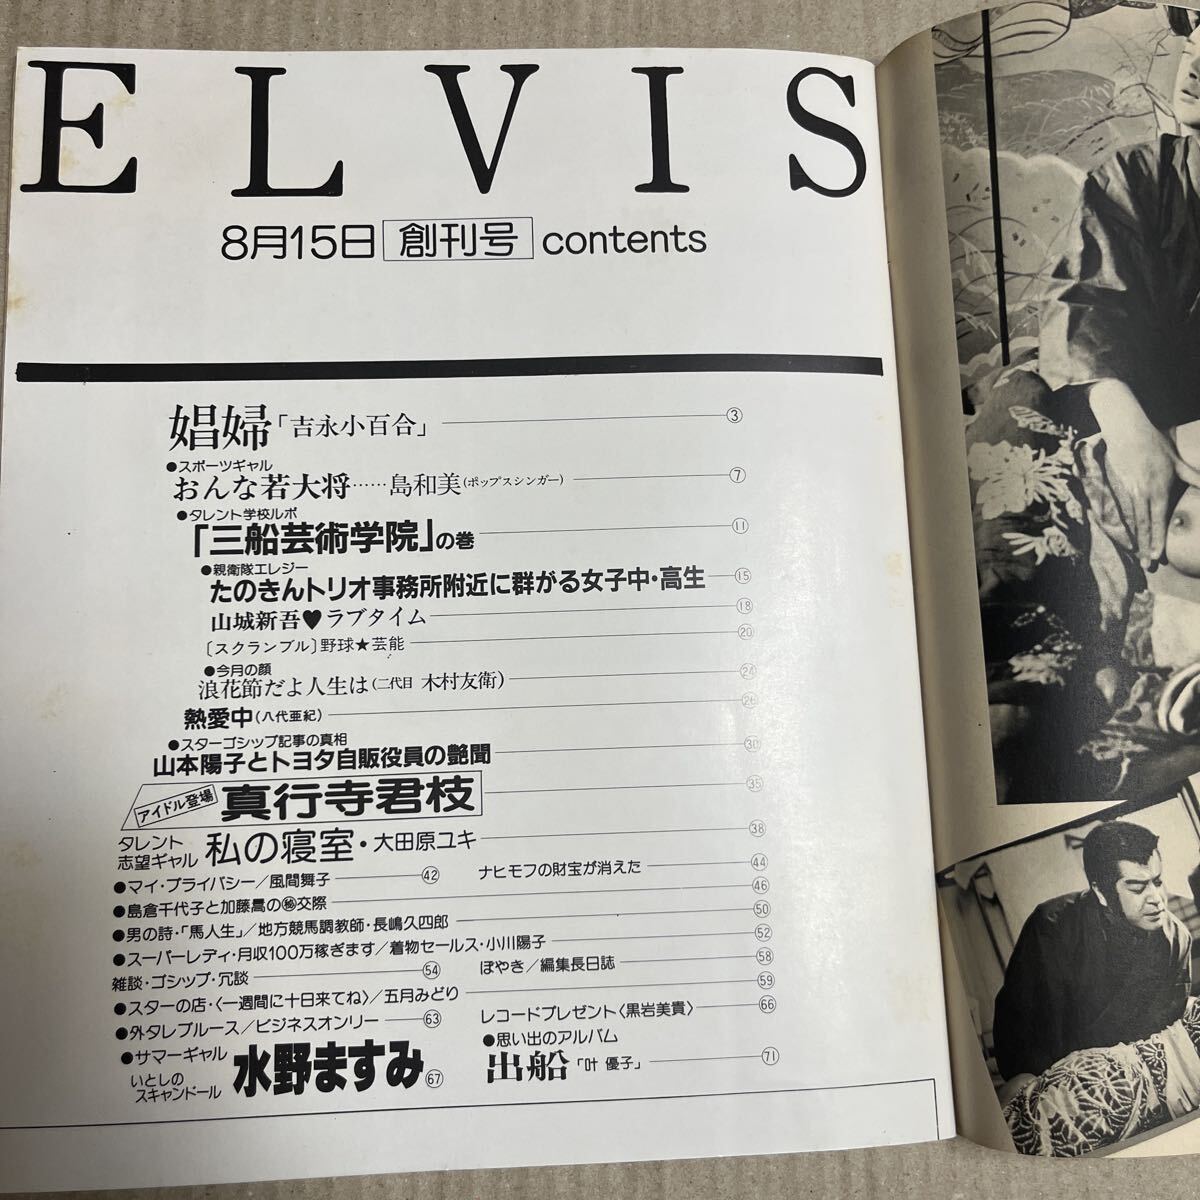 ELVIS
8月15日 創刊号 contents
娼婦「吉永小百合」 ③
●スポーツギャル
おんな若大将……島和美(ポップスシンガー) ⑦
●タレント学校ルポ
「三船芸術学院」の巻 ⑪
●親衛隊エレジー
たのきんトリオ事務所附近に群がる女子中・高生 ⑮
山城新吾♥ラブタイム ⑱
〔スクランブル〕野球★芸能 ⑳
●今月の顔
浪花節だよ人生は(二代目 木村友衛) ㉔
熱愛中(八代亜紀) ㉖
●スターゴシップ記事の真相
山本陽子とトヨタ自販役員の艶聞 ㉚
アイドル登場 真行寺君枝 ㉟
タレント志望ギャル 私の寝室・大田原ユキ ㊳
●マイ・プライバシー/風間舞子 ㊷
ナヒモフの財宝が消えた ㊹
●島倉千代子と加藤暠の㊙交際 ㊻
●男の詩・「馬人生」/地方競馬調教師・長嶋久四郎 ㊿
●スーパーレディ・月収100万稼ぎます/着物セールス・小川陽子 52
雑談・ゴシップ・冗談 54
ぼやき/編集長日誌 58
●スターの店・〈一週間に十日来てね〉/五月みどり 59
レコードプレゼント〈黒岩美貴〉 66
●外タレブルース/ビジネスオンリー 63
●サマーギャル
いとしのスキャンドール 水野ますみ 67
●思い出のアルバム
出船「叶 優子」 71